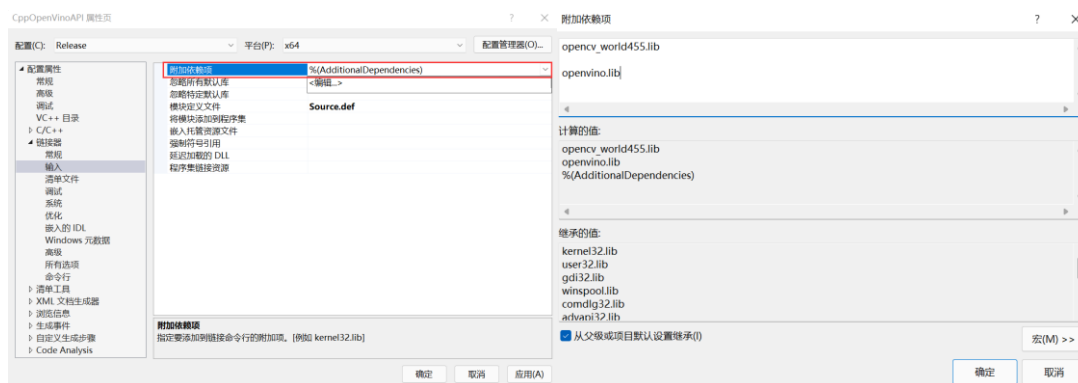 CppOpenVinoAPI 属性页
? ×
配置(C): Release
平台(P): x64
配置管理器(O)...
配置属性
常规
高级
调试
VC++ 目录
C/C++
链接器
常规
输入
清单文件
调试
系统
优化
嵌入的 IDL
Windows 元数据
高级
所有选项
命令行
清单工具
XML 文档生成器
浏览信息
生成事件
自定义生成步骤
Code Analysis
附加依赖项 %(AdditionalDependencies)
忽略所有默认库 <编辑...>
忽略特定默认库
模块定义文件 Source.def
将模块添加到程序集
嵌入托管资源文件
强制符号引用
延迟加载的 DLL
程序集链接资源
附加依赖项
指定要添加到链接命令行的附加项。[例如 kernel32.lib]
确定 取消 应用(A)
附加依赖项
? ×
opencv_world455.lib
openvino.lib
计算的值:
opencv_world455.lib
openvino.lib
%(AdditionalDependencies)
继承的值:
kernel32.lib
user32.lib
gdi32.lib
winspool.lib
comdlg32.lib
advapi32.lib
从父级或项目默认设置继承(I)
宏(M) >>
确定 取消